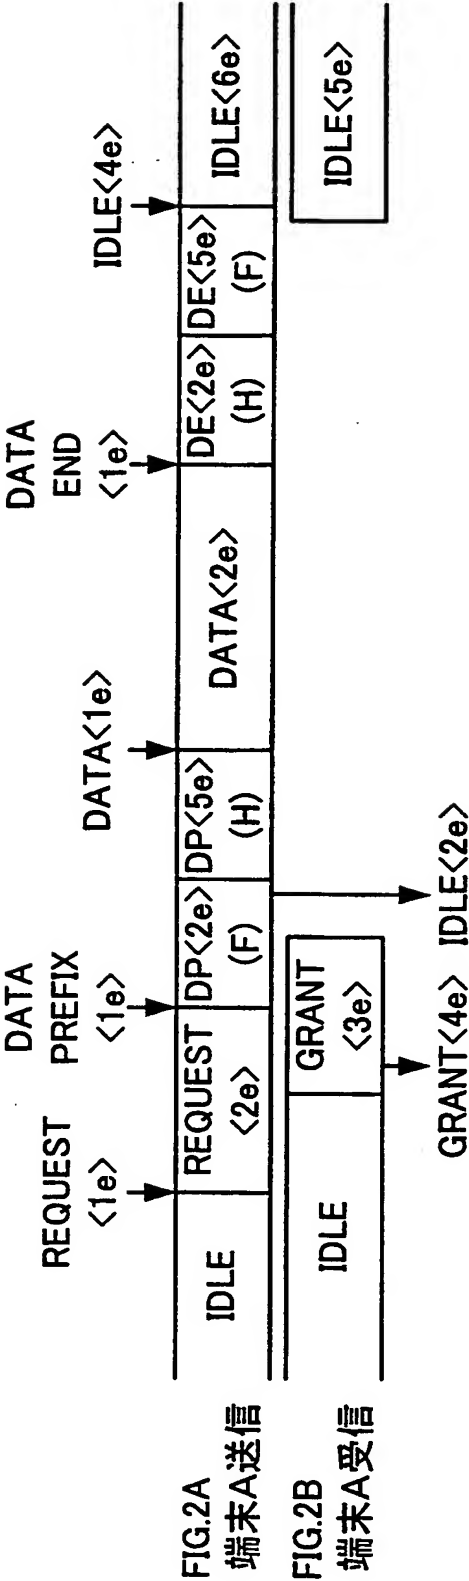 REQUEST
<1e>
DATA
PREFIX
<1e>
DATA<1e>
DATA
END
<1e>
IDLE<4e>
FIG.2A
端末A送信
IDLE
REQUEST
<2e>
DP<2e>
(F)
DP<5e>
(H)
DATA<2e>
DE<2e>
(H)
DE<5e>
(F)
IDLE<6e>
FIG.2B
端末A受信
IDLE
GRANT
<3e>
IDLE<5e>
GRANT<4e>
IDLE<2e>